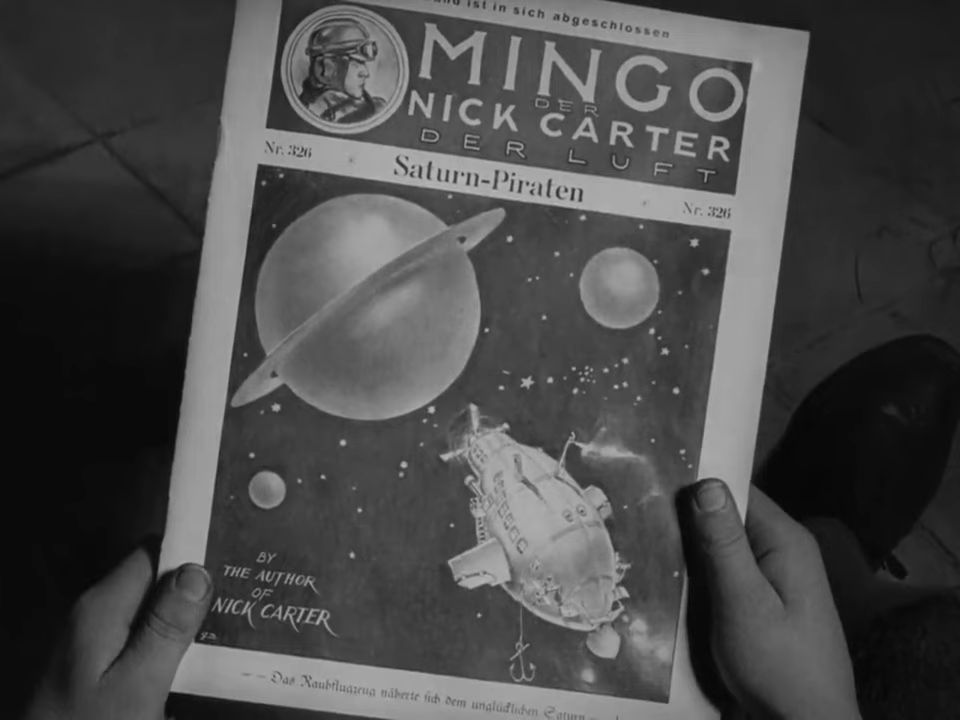 und ist in sich abgeschlossen
MINGO
DER
NICK CARTER
DER LUFT
Nr. 326
Saturn-Piraten
Nr. 326
BY
THE AUTHOR
OF
NICK CARTER
— — Das Raubflugzeug näherte sich dem unglücklichen Saturn